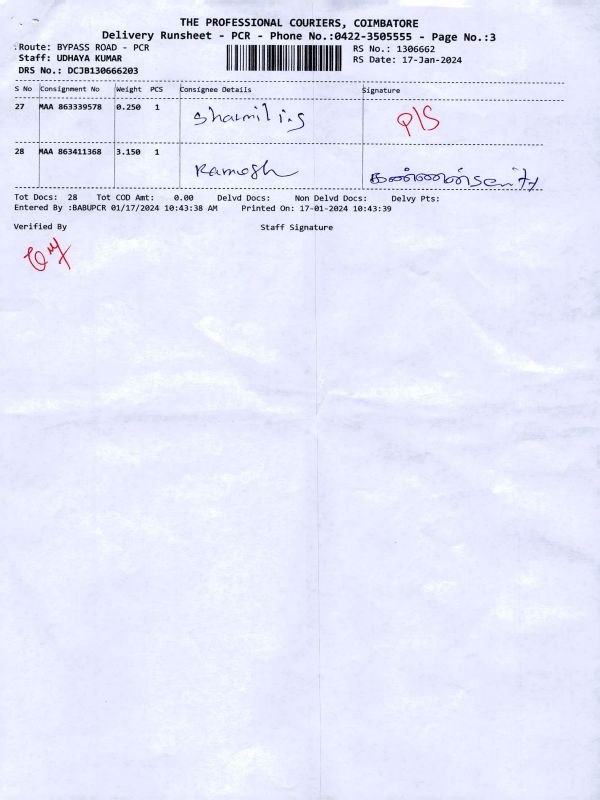 THE PROFESSIONAL COURIERS, COIMBATORE
Delivery Runsheet - PCR - Phone No.:0422-3505555 - Page No.:3
Route: BYPASS ROAD - PCR RS No.: 1306662
Staff: UDHAYA KUMAR RS Date: 17-Jan-2024
DRS No.: DCJB130666203
S No Consignment No Weight PCS Consignee Details Signature
27 MAA 863339578 0.250 1 Sharmili.S P/S
28 MAA 863411368 3.150 1 Ramesh
Tot Docs: 28 Tot COD Amt: 0.00 Delvd Docs: Non Delvd Docs: Delvy Pts:
Entered By :BABUPCR 01/17/2024 10:43:38 AM Printed On: 17-01-2024 10:43:39
Verified By Staff Signature